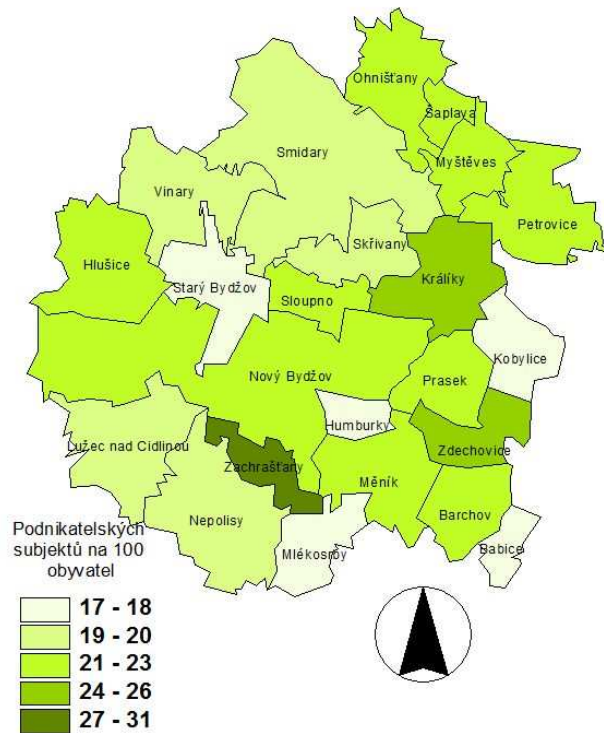 Ohnišťany
Šaplava
Smidary
Myštěves
Vinary
Petrovice
Skřivany
Hlušice
Králíky
Starý Bydžov
Sloupno
Kobylice
Nový Bydžov
Prasek
Humburky
Lužec nad Cidlinou
Zdechovice
Zachrašťany
Měník
Nepolisy
Barchov
Mlékosrby
Babice
Podnikatelských
subjektů na 100
obyvatel
17 - 18
19 - 20
21 - 23
24 - 26
27 - 31